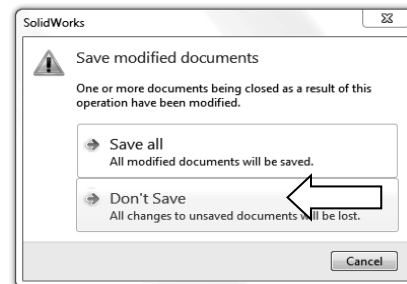 SolidWorks
Save modified documents
One or more documents being closed as a result of this
operation have been modified.
Save all
All modified documents will be saved.
Don't Save
All changes to unsaved documents will be lost.
Cancel